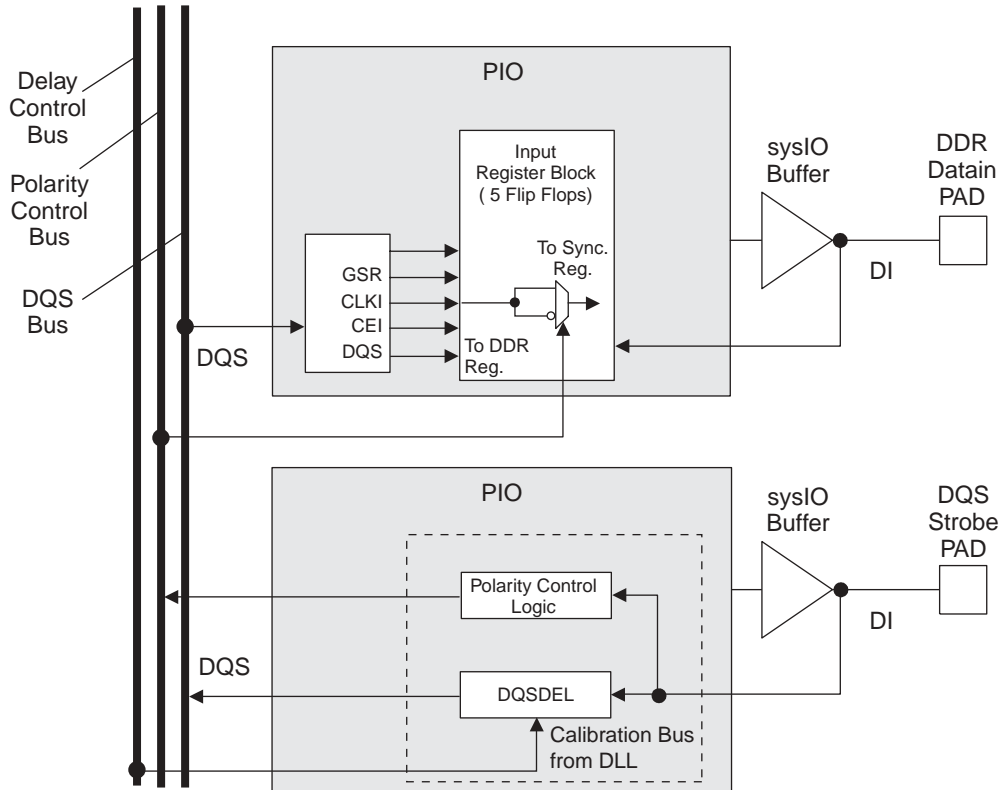 Delay
Control
Bus
Polarity
Control
Bus
DQS
Bus
DQS
PIO
GSR
CLKI
CEI
DQS
Input
Register Block
( 5 Flip Flops)
To Sync.
Reg.
To DDR
Reg.
sysIO
Buffer
DI
DDR
Datain
PAD
PIO
Polarity Control
Logic
DQS
DQSDEL
Calibration Bus
from DLL
sysIO
Buffer
DI
DQS
Strobe
PAD